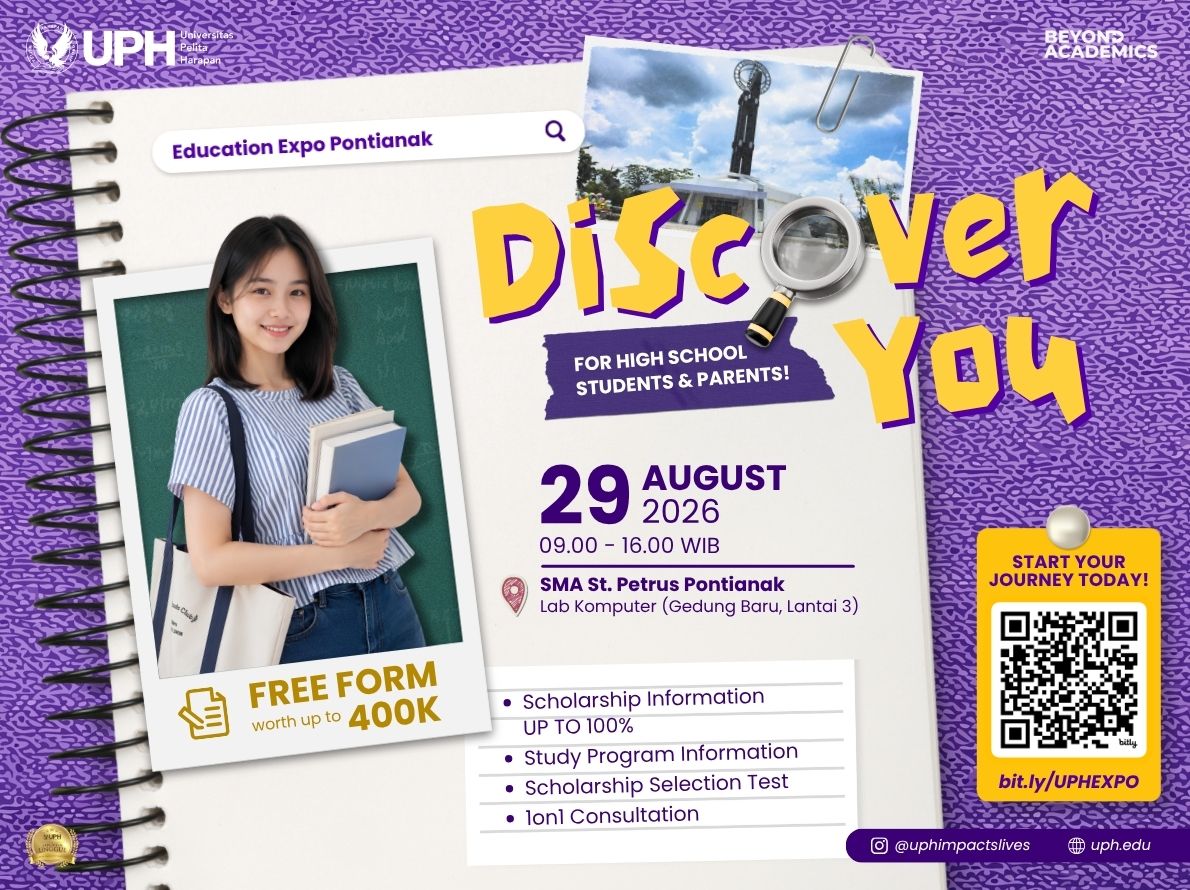 UPH
Universitas
Pelita
Harapan
BEYOND
ACADEMICS
Education Expo Pontianak
Discover
You
FOR HIGH SCHOOL
STUDENTS & PARENTS!
29 AUGUST
2026
09.00 - 16.00 WIB
SMA St. Petrus Pontianak
Lab Komputer (Gedung Baru, Lantai 3)
FREE FORM
worth up to 400K
Scholarship Information
UP TO 100%
Study Program Information
Scholarship Selection Test
1on1 Consultation
START YOUR
JOURNEY TODAY!
bitly
bit.ly/UPHEXPO
@uphimpactslives
uph.edu
UNGGUL